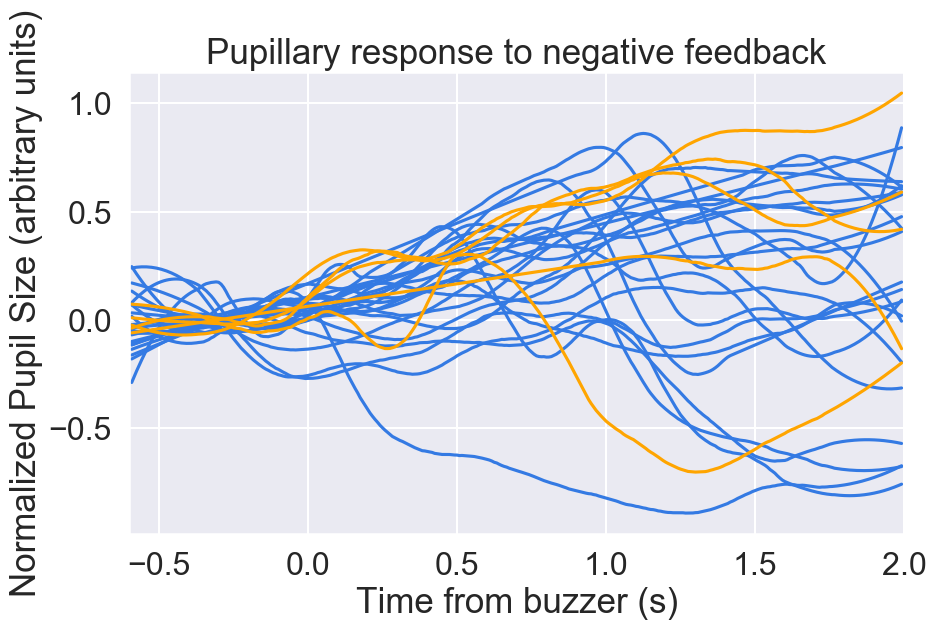 Pupillary response to negative feedback
Normalized Pupil Size (arbitrary units)
1.0
0.5
0.0
−0.5
−0.5 0.0 0.5 1.0 1.5 2.0
Time from buzzer (s)